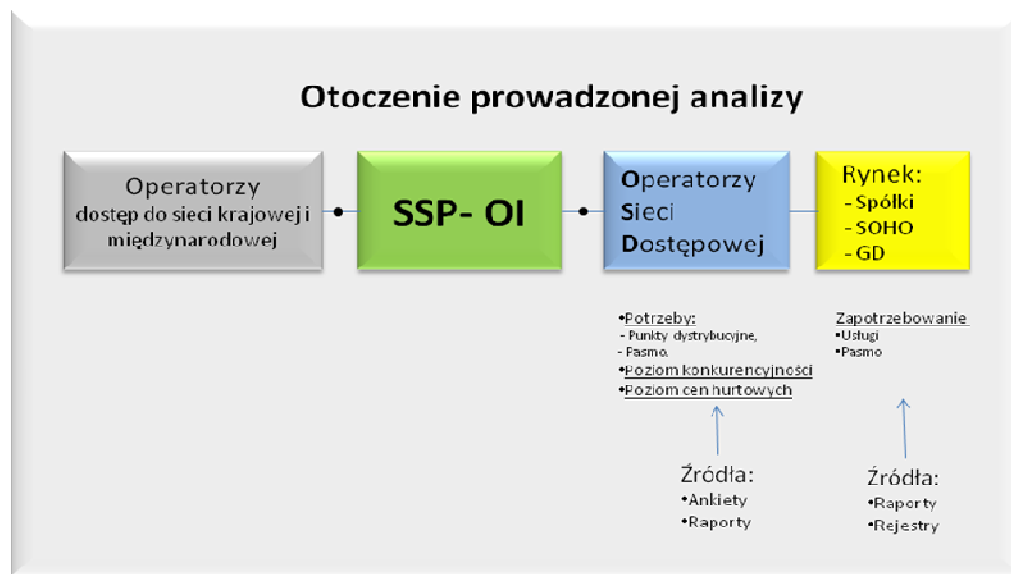 Otoczenie prowadzonej analizy
Operatorzy
dostęp do sieci krajowej i
międzynarodowej
SSP- OI
Operatorzy
Sieci
Dostępowej
Rynek:
- Spółki
- SOHO
- GD
•Potrzeby:
- Punkty dystrybucyjne,
- Pasmo.
•Poziom konkurencyjności
•Poziom cen hurtowych
Zapotrzebowanie
•Usługi
•Pasmo
Źródła:
•Ankiety
•Raporty
Źródła:
•Raporty
•Rejestry